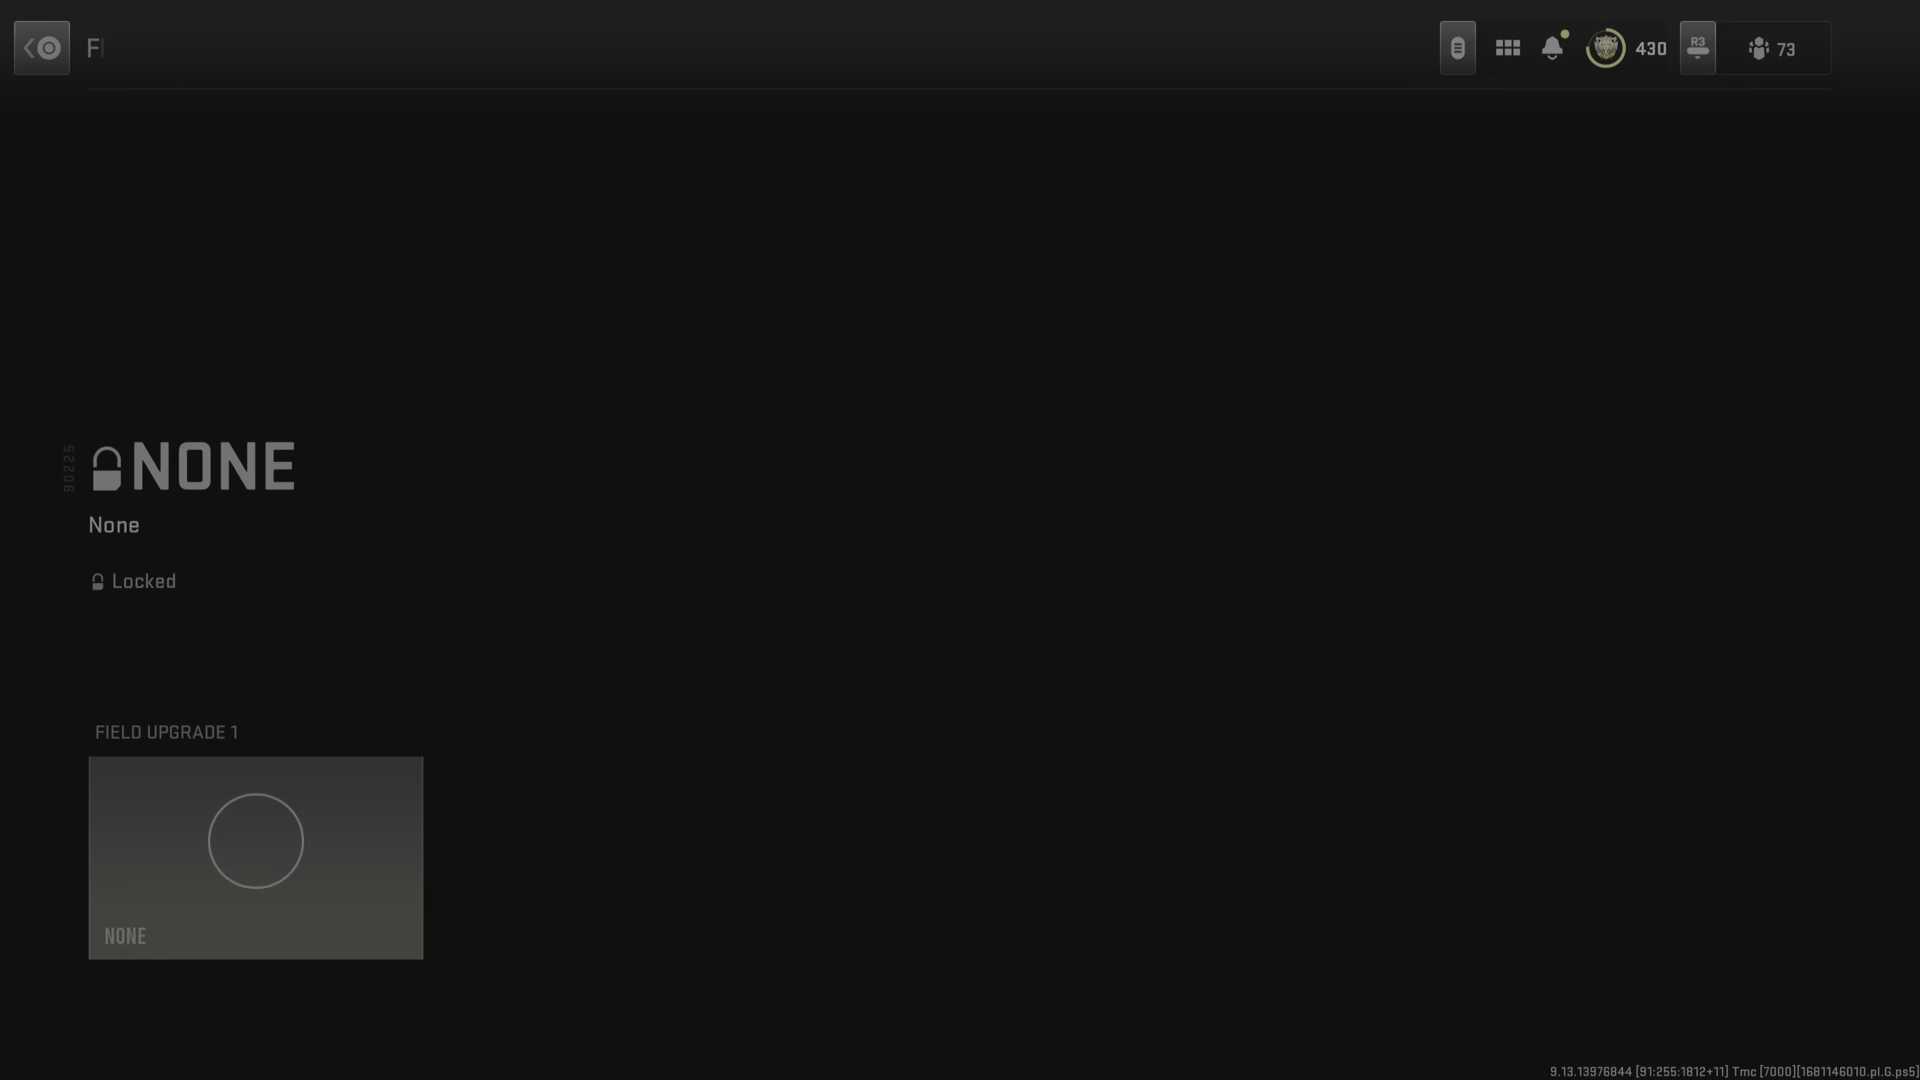 F
430
R3
73
90226
NONE
None
Locked
FIELD UPGRADE 1
NONE
9.13.13976844 [91:255:1812+11] Tmc [7000][1681146010.pl.G.ps5]